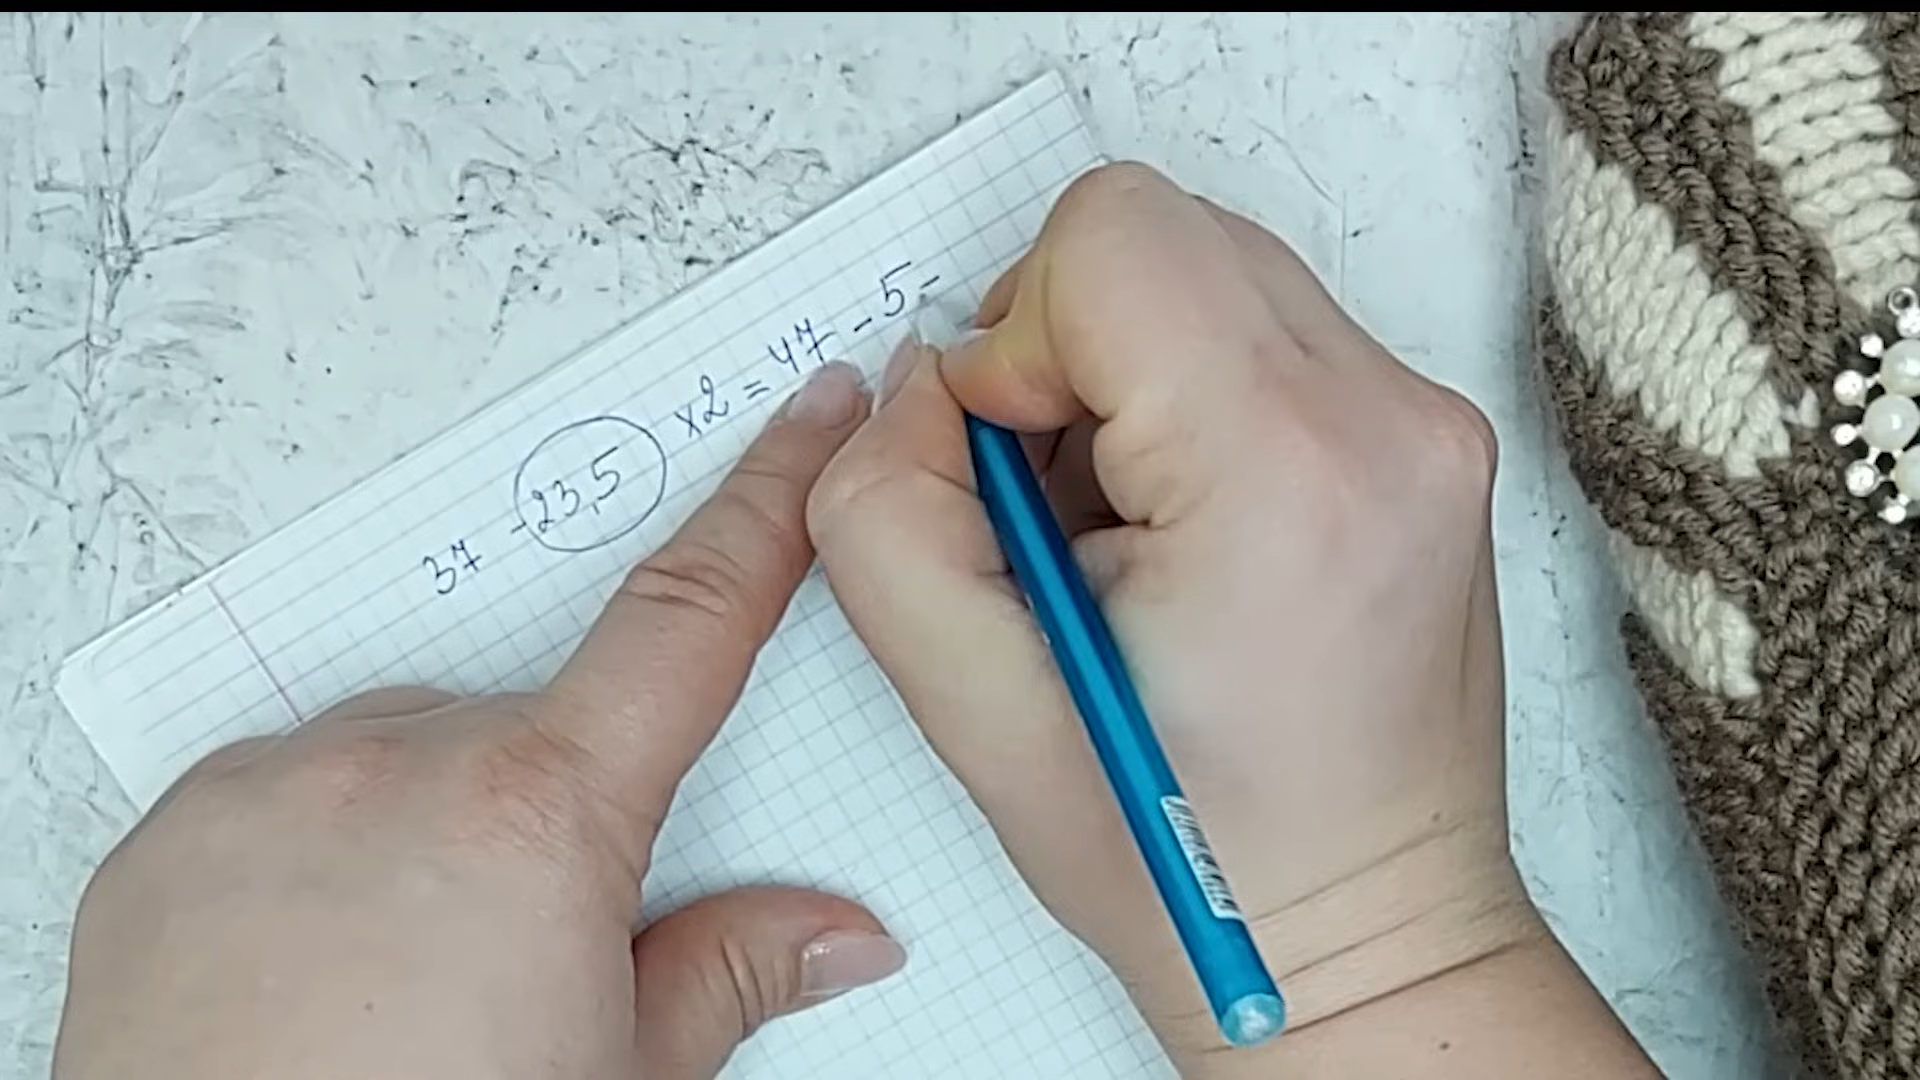 37 - 23,5 x2 = 47 - 5 =